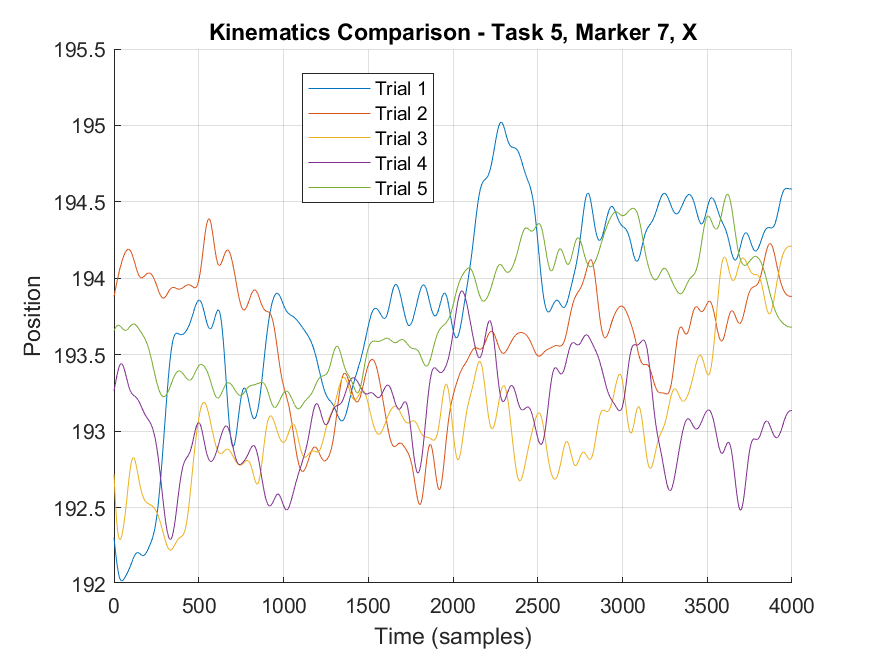 Kinematics Comparison - Task 5, Marker 7, X
195.5
195
194.5
194
193.5
193
192.5
192
Position
Trial 1
Trial 2
Trial 3
Trial 4
Trial 5
0 500 1000 1500 2000 2500 3000 3500 4000
Time (samples)